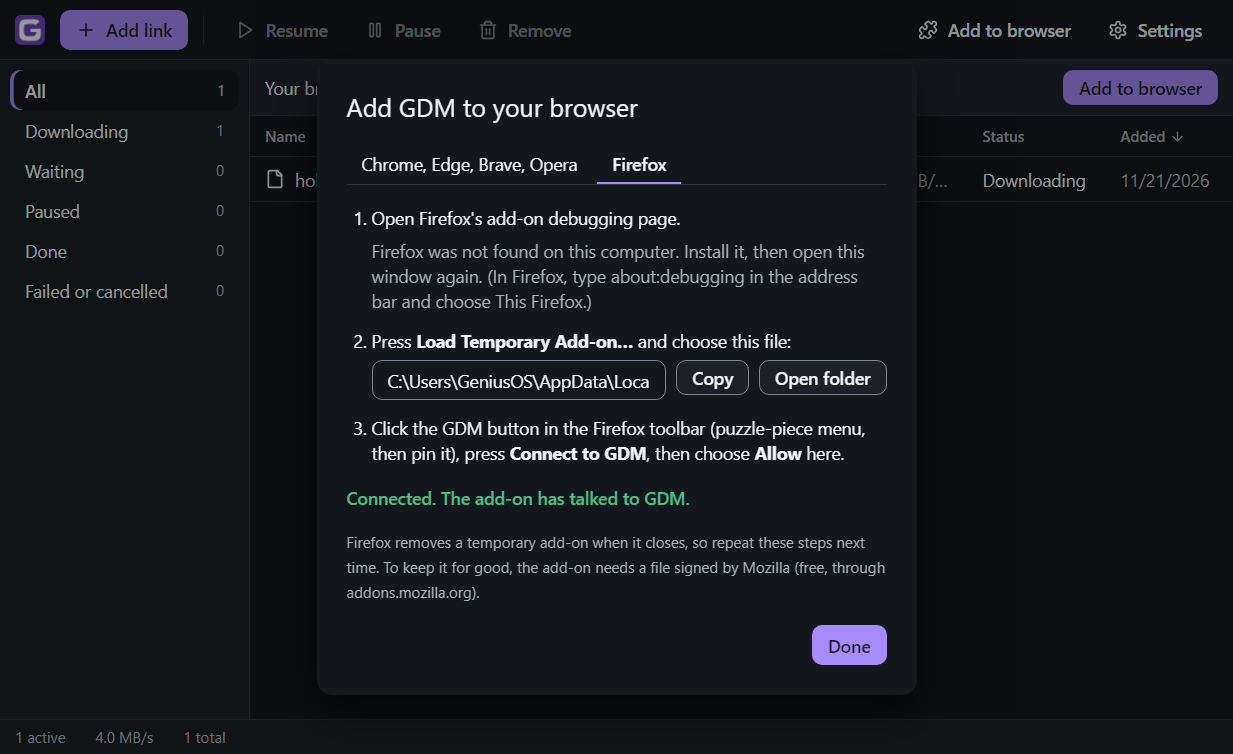 G
Add link
Resume
Pause
Remove
Add to browser
Settings
All 1
Downloading 1
Waiting 0
Paused 0
Done 0
Failed or cancelled 0
Your
Add to browser
Name
Status
Added
B/...
Downloading
11/21/2026
Add GDM to your browser
Chrome, Edge, Brave, Opera
Firefox
1. Open Firefox's add-on debugging page.
Firefox was not found on this computer. Install it, then open this
window again. (In Firefox, type about:debugging in the address
bar and choose This Firefox.)
2. Press Load Temporary Add-on... and choose this file:
C:\Users\GeniusOS\AppData\Loca
Copy
Open folder
3. Click the GDM button in the Firefox toolbar (puzzle-piece menu,
then pin it), press Connect to GDM, then choose Allow here.
Connected. The add-on has talked to GDM.
Firefox removes a temporary add-on when it closes, so repeat these steps next
time. To keep it for good, the add-on needs a file signed by Mozilla (free, through
addons.mozilla.org).
Done
1 active
4.0 MB/s
1 total